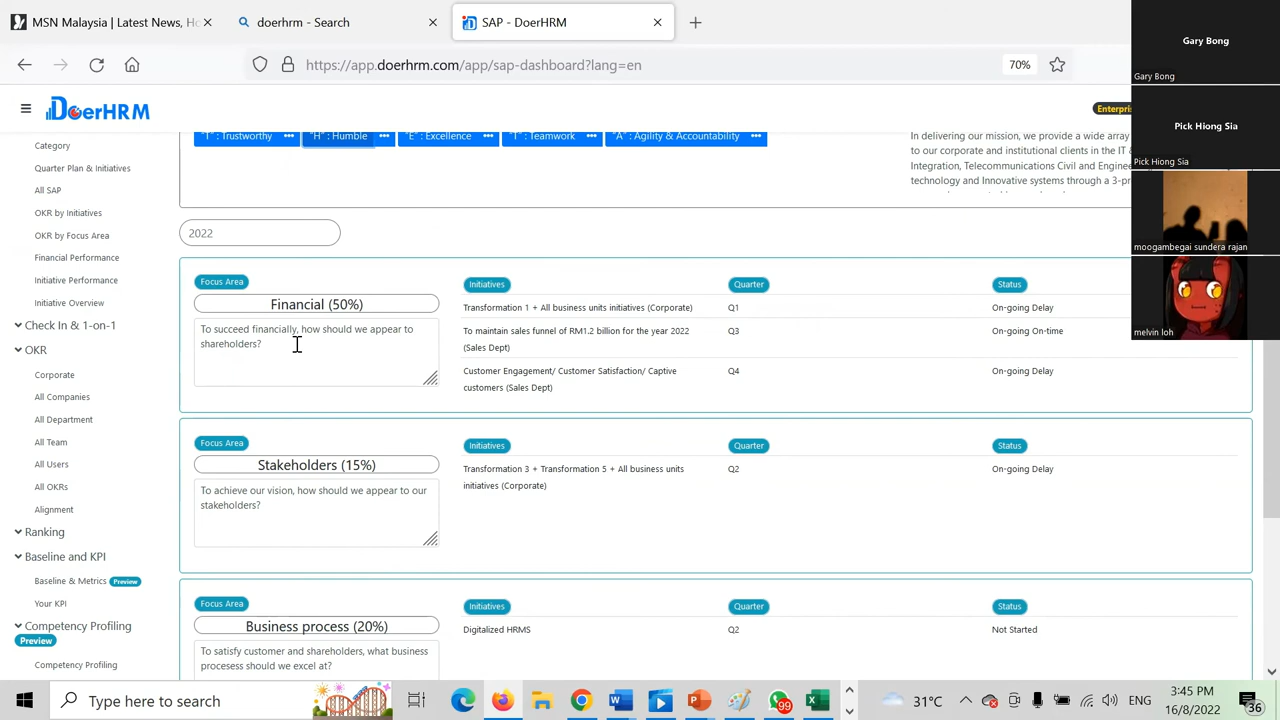 MSN Malaysia | Latest News, Ho
doerhrm - Search
SAP - DoerHRM
https://app.doerhrm.com/app/sap-dashboard?lang=en
70%
DoerHRM
Enterpris
Category
Quarter Plan & Initiatives
All SAP
OKR by Initiatives
OKR by Focus Area
Financial Performance
Initiative Performance
Initiative Overview
Check In & 1-on-1
OKR
Corporate
All Companies
All Department
All Team
All Users
All OKRs
Alignment
Ranking
Baseline and KPI
Baseline & Metrics Preview
Your KPI
Competency Profiling
Preview
Competency Profiling
"T" : Trustworthy
"H" : Humble
"E" : Excellence
"T" : Teamwork
"A" : Agility & Accountability
In delivering our mission, we provide a wide array
to our corporate and institutional clients in the IT &
Integration, Telecommunications Civil and Engine
technology and Innovative systems through a 3-pr
2022
Focus Area
Financial (50%)
To succeed financially, how should we appear to
shareholders?
Initiatives
Quarter
Status
Transformation 1 + All business units initiatives (Corporate)
Q1
On-going Delay
To maintain sales funnel of RM1.2 billion for the year 2022
(Sales Dept)
Q3
On-going On-time
Customer Engagement/ Customer Satisfaction/ Captive
customers (Sales Dept)
Q4
On-going Delay
Focus Area
Stakeholders (15%)
To achieve our vision, how should we appear to our
stakeholders?
Initiatives
Quarter
Status
Transformation 3 + Transformation 5 + All business units
initiatives (Corporate)
Q2
On-going Delay
Focus Area
Business process (20%)
To satisfy customer and shareholders, what business
procesess should we excel at?
Initiatives
Quarter
Status
Digitalized HRMS
Q2
Not Started
Gary Bong
Gary Bong
Pick Hiong Sia
Pick Hiong Sia
moogambegai sundera rajan
melvin loh
Type here to search
99
31°C
ENG
3:45 PM
16/8/2022
36